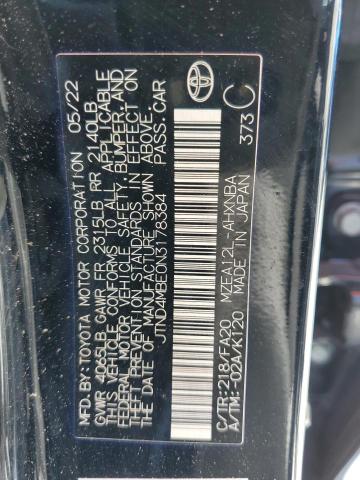 MFD.BY: TOYOTA MOTOR CORPORATION 05/22
GVWR 4065LB GAWR FR 2315LB RR 2140LB
THIS VEHICLE CONFORMS TO ALL APPLICABLE
FEDERAL MOTOR VEHICLE SAFETY, BUMPER, AND
THEFT PREVENTION STANDARDS IN EFFECT ON
THE DATE OF MANUFACTURE SHOWN ABOVE.
JTND4MBE0N3178384 PASS.CAR
C/TR:218/FA20 MZEA12L-AHXNBA
A/TM:-02A/K120 MADE IN JAPAN 373
C